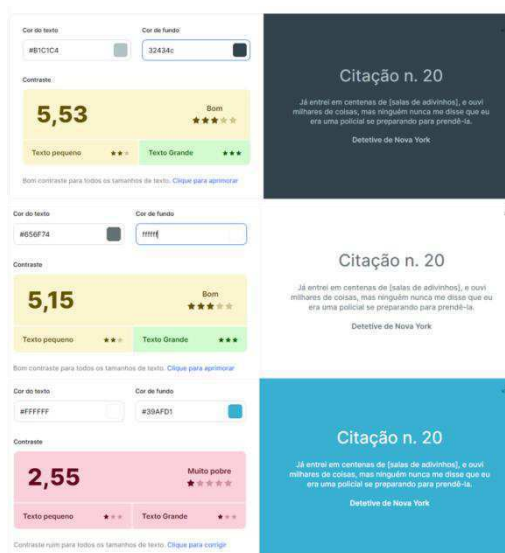 Cor do texto
Cor de fundo
#B1C1C4
32434c
Contraste
5,53
Bom
Texto pequeno
Texto Grande
Bom contraste para todos os tamanhos de texto. Clique para aprimorar
Citação n. 20
Já entrei em centenas de [salas de adivinhos], e ouvi
milhares de coisas, mas ninguém nunca me disse que eu
era uma policial se preparando para prendê-la.
Detetive de Nova York
Cor do texto
Cor de fundo
#656F74
ffffff
Contraste
5,15
Bom
Texto pequeno
Texto Grande
Bom contraste para todos os tamanhos de texto. Clique para aprimorar
Citação n. 20
Já entrei em centenas de [salas de adivinhos], e ouvi
milhares de coisas, mas ninguém nunca me disse que eu
era uma policial se preparando para prendê-la.
Detetive de Nova York
Cor do texto
Cor de fundo
#FFFFFF
#39AFD1
Contraste
2,55
Muito pobre
Texto pequeno
Texto Grande
Contraste ruim para todos os tamanhos de texto. Clique para corrigir
Citação n. 20
Já entrei em centenas de [salas de adivinhos], e ouvi
milhares de coisas, mas ninguém nunca me disse que eu
era uma policial se preparando para prendê-la.
Detetive de Nova York